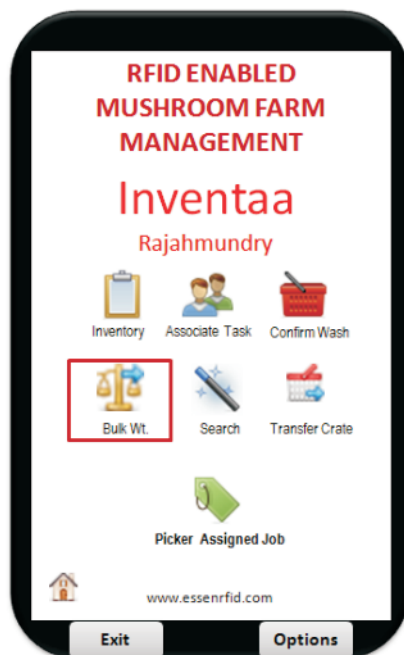 RFID ENABLED
MUSHROOM FARM
MANAGEMENT
Inventaa
Rajahmundry
Inventory Associate Task Confirm Wash
Bulk Wt. Search Transfer Crate
Picker Assigned Job
www.essenrfid.com
Exit Options